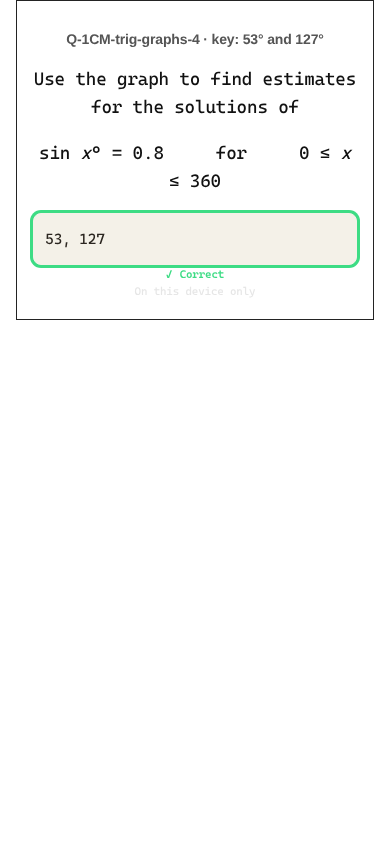 Q-1CM-trig-graphs-4 · key: 53° and 127°
Use the graph to find estimates
for the solutions of
sin x° = 0.8 for 0 ≤ x
≤ 360
53, 127
✓ Correct
On this device only